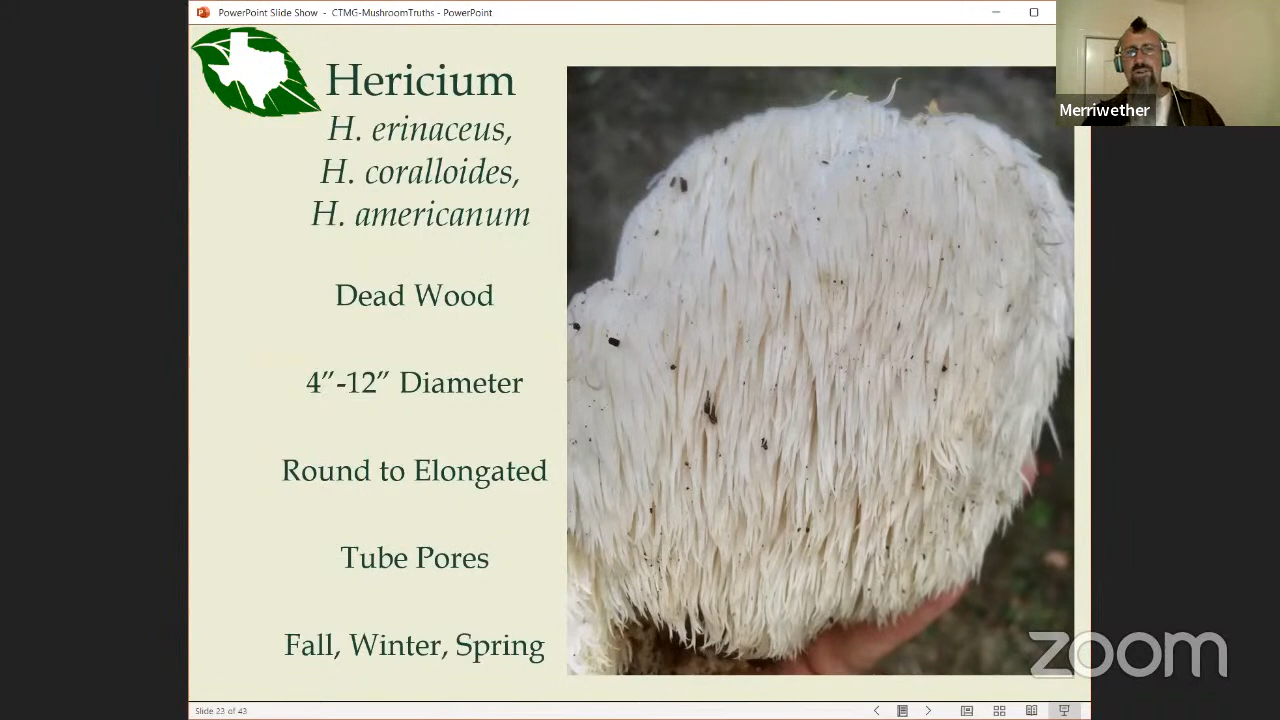 PowerPoint Slide Show - CTMG-MushroomTruths - PowerPoint
Hericium
H. erinaceus,
H. coralloides,
H. americanum
Dead Wood
4”-12” Diameter
Round to Elongated
Tube Pores
Fall, Winter, Spring
Merriwether
zoom
Slide 23 of 43